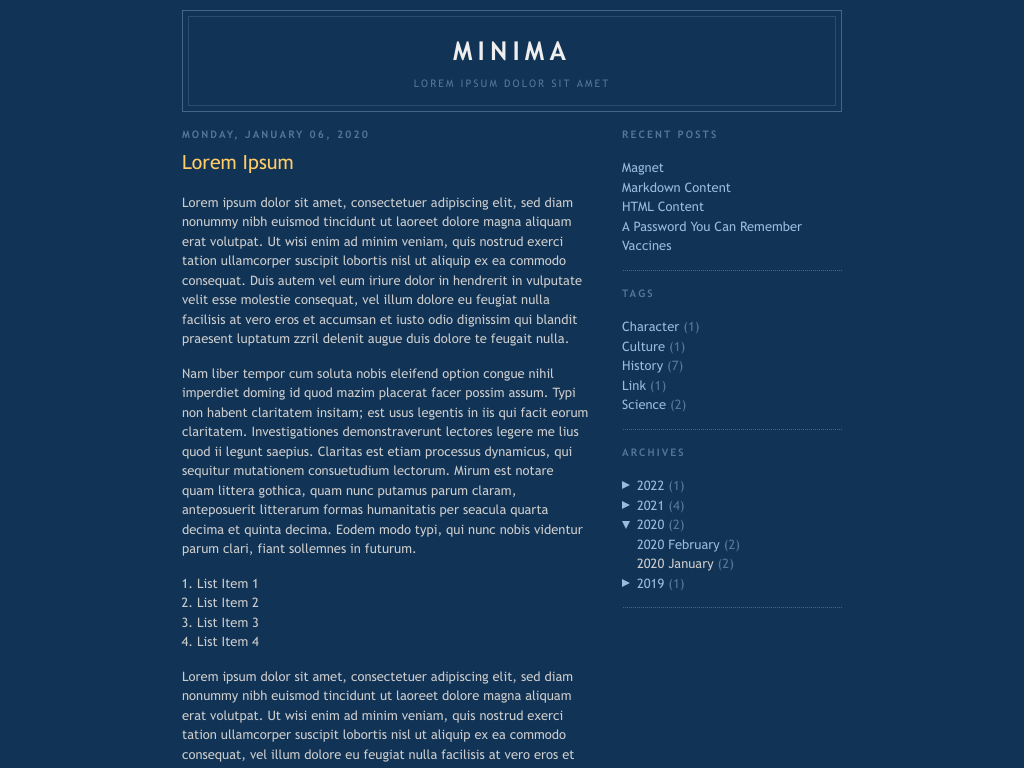 MINIMA
LOREM IPSUM DOLOR SIT AMET
MONDAY, JANUARY 06, 2020
Lorem Ipsum
Lorem ipsum dolor sit amet, consectetuer adipiscing elit, sed diam
nonummy nibh euismod tincidunt ut laoreet dolore magna aliquam
erat volutpat. Ut wisi enim ad minim veniam, quis nostrud exerci
tation ullamcorper suscipit lobortis nisl ut aliquip ex ea commodo
consequat. Duis autem vel eum iriure dolor in hendrerit in vulputate
velit esse molestie consequat, vel illum dolore eu feugiat nulla
facilisis at vero eros et accumsan et iusto odio dignissim qui blandit
praesent luptatum zzril delenit augue duis dolore te feugait nulla.
Nam liber tempor cum soluta nobis eleifend option congue nihil
imperdiet doming id quod mazim placerat facer possim assum. Typi
non habent claritatem insitam; est usus legentis in iis qui facit eorum
claritatem. Investigationes demonstraverunt lectores legere me lius
quod ii legunt saepius. Claritas est etiam processus dynamicus, qui
sequitur mutationem consuetudium lectorum. Mirum est notare
quam littera gothica, quam nunc putamus parum claram,
anteposuerit litterarum formas humanitatis per seacula quarta
decima et quinta decima. Eodem modo typi, qui nunc nobis videntur
parum clari, fiant sollemnes in futurum.
1. List Item 1
2. List Item 2
3. List Item 3
4. List Item 4
Lorem ipsum dolor sit amet, consectetuer adipiscing elit, sed diam
nonummy nibh euismod tincidunt ut laoreet dolore magna aliquam
erat volutpat. Ut wisi enim ad minim veniam, quis nostrud exerci
tation ullamcorper suscipit lobortis nisl ut aliquip ex ea commodo
consequat, vel illum dolore eu feugiat nulla facilisis at vero eros et
RECENT POSTS
Magnet
Markdown Content
HTML Content
A Password You Can Remember
Vaccines
TAGS
Character (1)
Culture (1)
History (7)
Link (1)
Science (2)
ARCHIVES
► 2022 (1)
► 2021 (4)
▼ 2020 (2)
2020 February (2)
2020 January (2)
► 2019 (1)